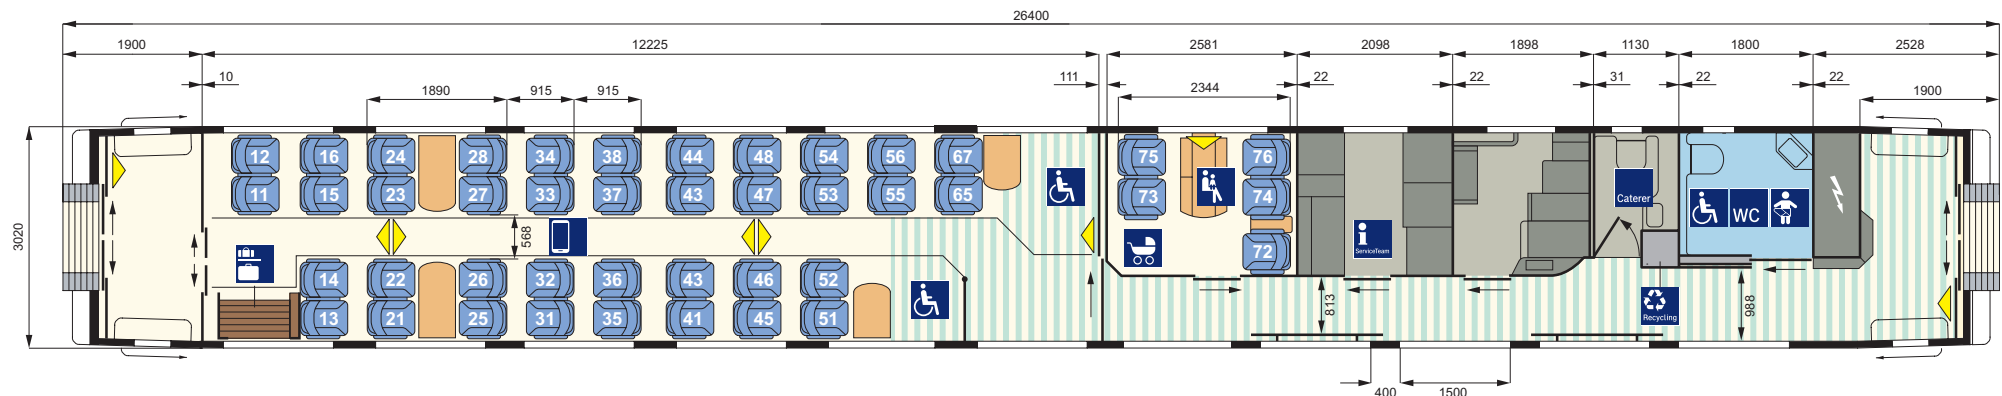 26400
1900 12225 2581 2098 1898 1130 1800 2528
10 111 22 22 31 22 22
1890 915 915 2344 1900
12 16 24 28 34 38 44 48 54 56 67 75 76
11 15 23 27 33 37 43 47 53 55 65 73 74
3020
568
813
988
72
14 22 26 32 36 43 46 52
13 21 25 31 35 41 45 51
i
ServiceTeam
Caterer
WC
Recycling
400 1500